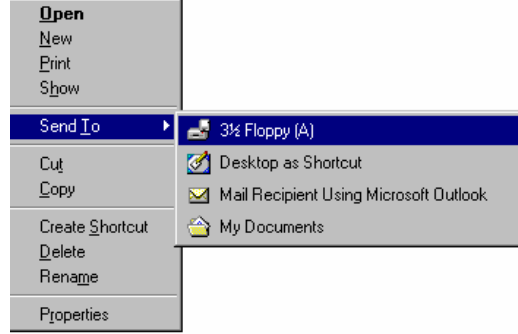 Open
New
Print
Show
Send To
3½ Floppy (A)
Desktop as Shortcut
Mail Recipient Using Microsoft Outlook
My Documents
Cut
Copy
Create Shortcut
Delete
Rename
Properties